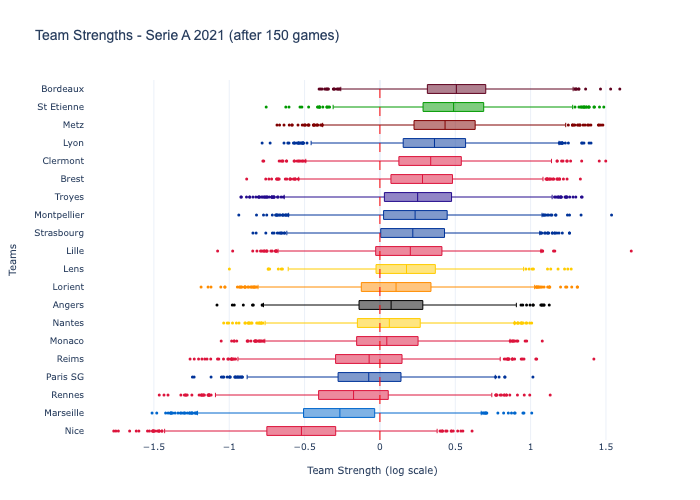 Team Strengths - Serie A 2021 (after 150 games)
Bordeaux
St Etienne
Metz
Lyon
Clermont
Brest
Troyes
Montpellier
Strasbourg
Lille
Lens
Lorient
Angers
Nantes
Monaco
Reims
Paris SG
Rennes
Marseille
Nice
Teams
−1.5 −1 −0.5 0 0.5 1 1.5
Team Strength (log scale)